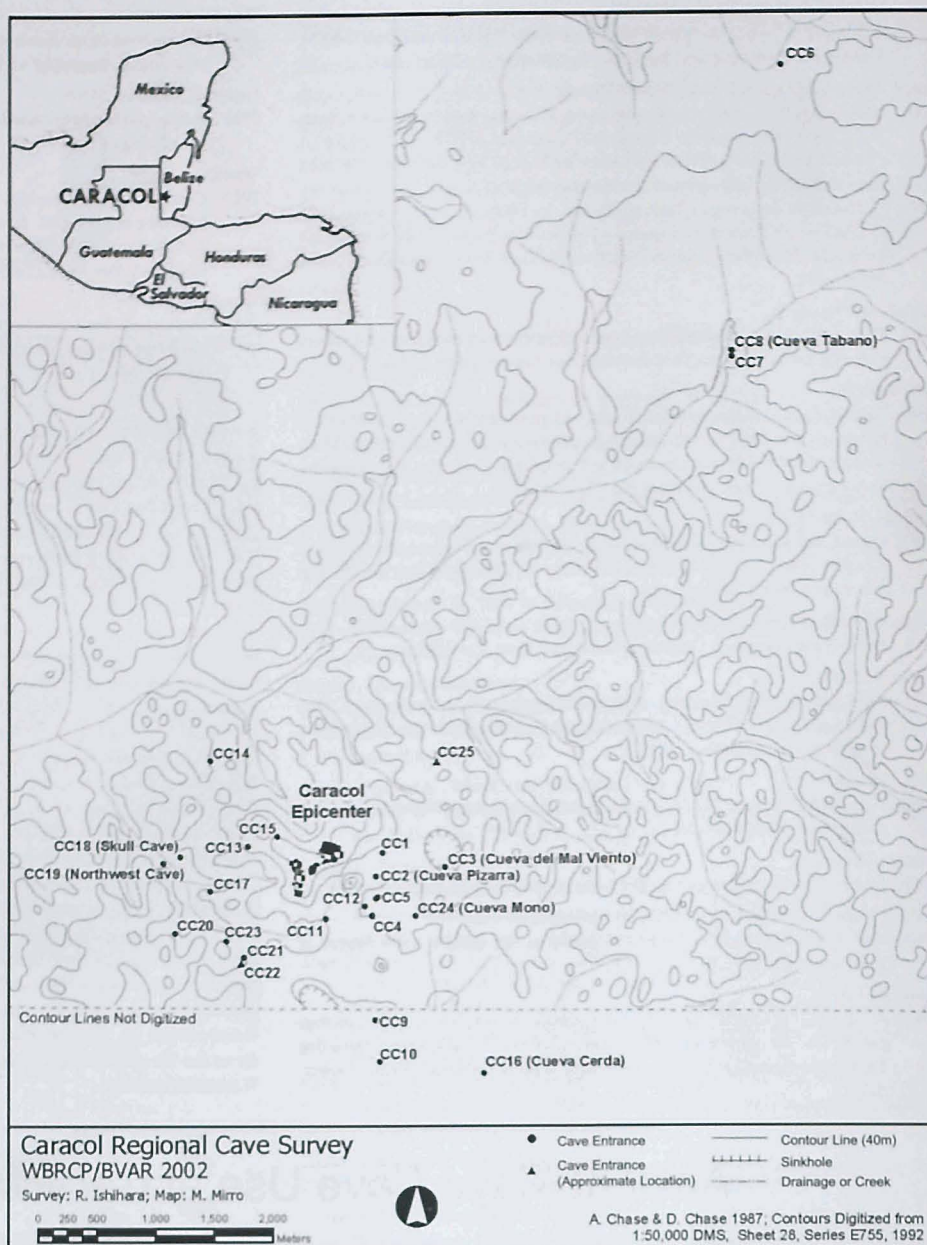 Mexico
Belize
CARACOL
Guatemala
Honduras
El
Salvador
Nicaragua
CC6
CC8 (Cueva Tabano)
CC7
CC14
CC25
Caracol
Epicenter
CC15
CC13
CC1
CC18 (Skull Cave)
CC3 (Cueva del Mal Viento)
CC19 (Northwest Cave)
CC2 (Cueva Pizarra)
CC17
CC12
CC5
CC24 (Cueva Mono)
CC20
CC23
CC11
CC4
CC21
CC22
Contour Lines Not Digitized
CC9
CC10
CC16 (Cueva Cerda)
Caracol Regional Cave Survey
WBRCP/BVAR 2002
Survey: R. Ishihara; Map: M. Mirro
0 250 500 1,000 1,500 2,000
Meters
Cave Entrance
Cave Entrance
(Approximate Location)
Contour Line (40m)
Sinkhole
Drainage or Creek
A. Chase & D. Chase 1987; Contours Digitized from
1:50,000 DMS, Sheet 28, Series E755, 1992